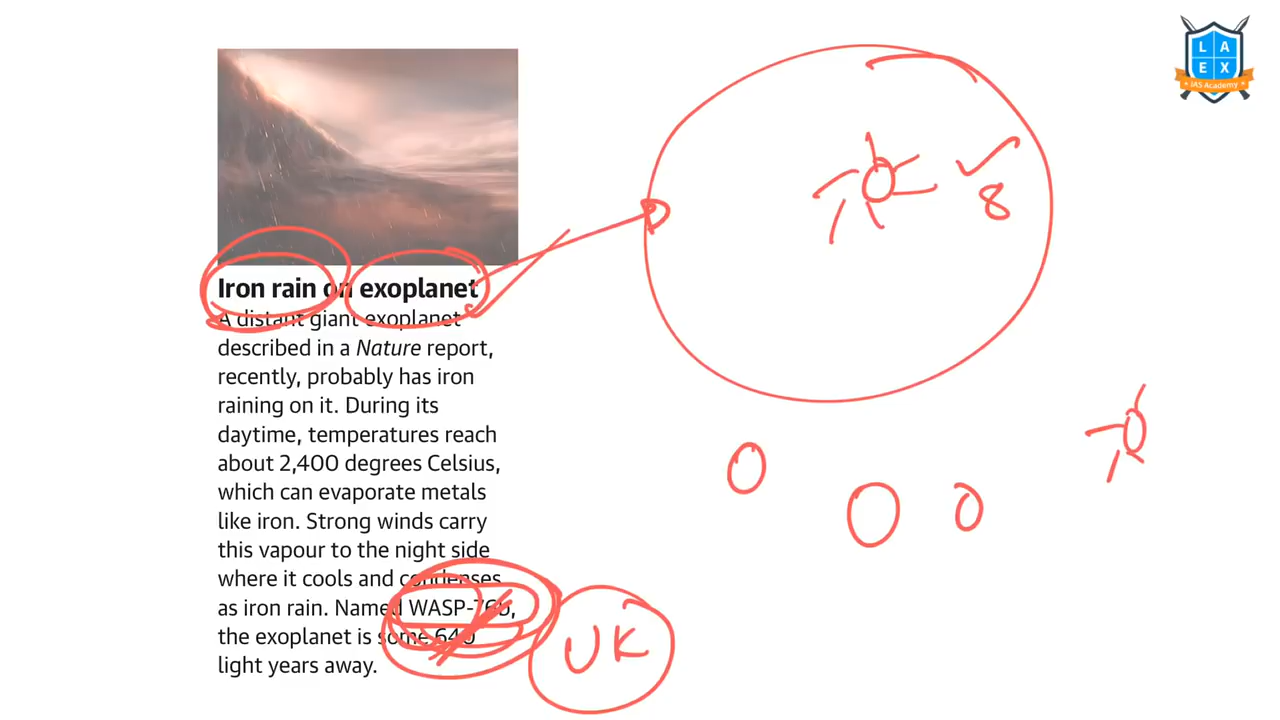 Iron rain on exoplanet
A distant giant exoplanet
described in a Nature report,
recently, probably has iron
raining on it. During its
daytime, temperatures reach
about 2,400 degrees Celsius,
which can evaporate metals
like iron. Strong winds carry
this vapour to the night side
where it cools and condenses
as iron rain. Named WASP-76b,
the exoplanet is some 640
light years away.
8
UK
L A
E X
IAS Academy